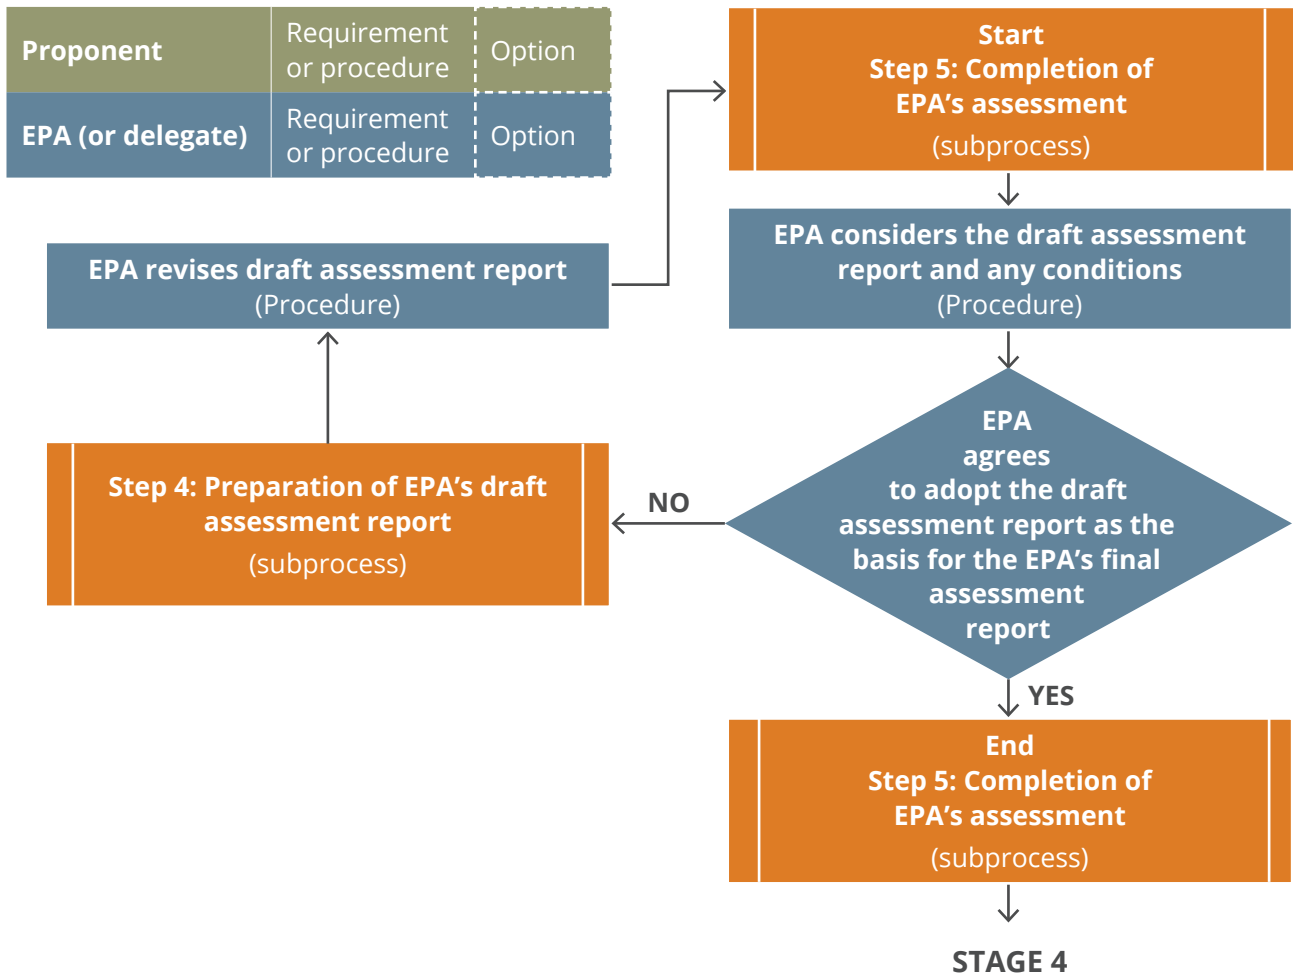 Proponent
Requirement
or procedure
Option
EPA (or delegate)
Requirement
or procedure
Option
Start
Step 5: Completion of
EPA’s assessment
(subprocess)
EPA considers the draft assessment
report and any conditions
(Procedure)
EPA revises draft assessment report
(Procedure)
EPA
agrees
to adopt the draft
assessment report as the
basis for the EPA’s final
assessment
report
NO
Step 4: Preparation of EPA’s draft
assessment report
(subprocess)
YES
End
Step 5: Completion of
EPA’s assessment
(subprocess)
STAGE 4